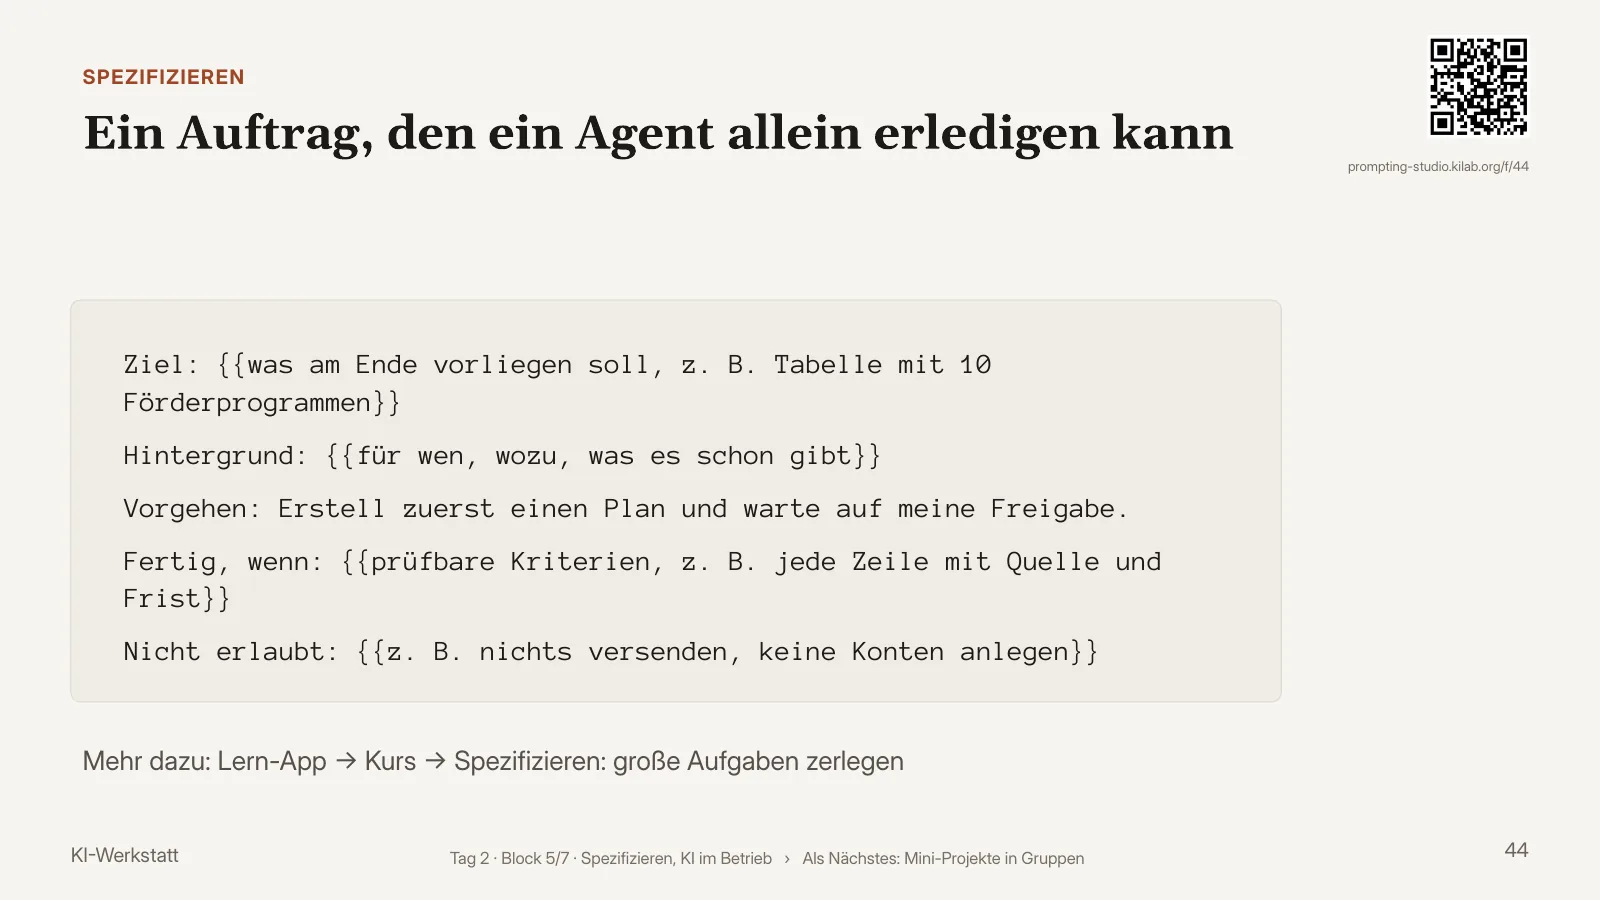 SPEZIFIZIEREN
Ein Auftrag, den ein Agent allein erledigen kann
prompting-studio.kilab.org/f/44
Ziel: {{was am Ende vorliegen soll, z. B. Tabelle mit 10
Förderprogrammen}}
Hintergrund: {{für wen, wozu, was es schon gibt}}
Vorgehen: Erstell zuerst einen Plan und warte auf meine Freigabe.
Fertig, wenn: {{prüfbare Kriterien, z. B. jede Zeile mit Quelle und
Frist}}
Nicht erlaubt: {{z. B. nichts versenden, keine Konten anlegen}}
Mehr dazu: Lern-App → Kurs → Spezifizieren: große Aufgaben zerlegen
KI-Werkstatt
Tag 2 · Block 5/7 · Spezifizieren, KI im Betrieb › Als Nächstes: Mini-Projekte in Gruppen
44